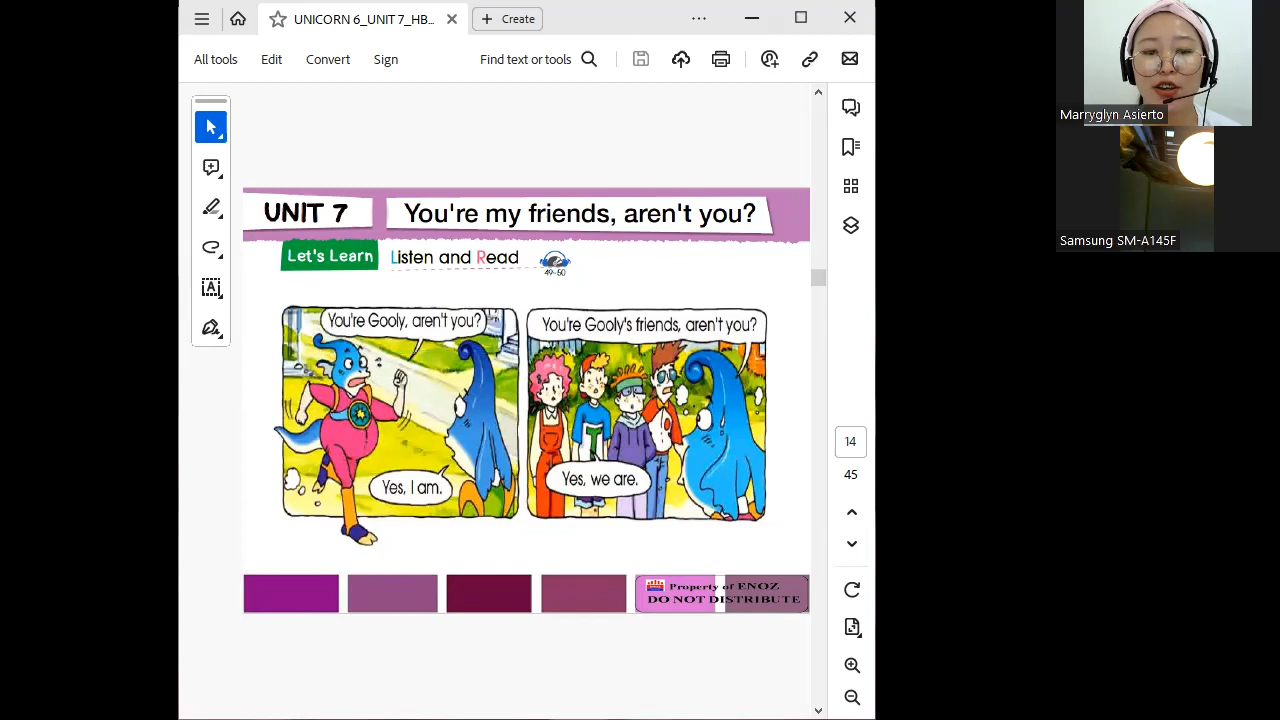 UNICORN 6_UNIT 7_HB...
Create
All tools
Edit
Convert
Sign
Find text or tools
Marryglyn Asierto
Samsung SM-A145F
UNIT 7
You're my friends, aren't you?
Let's Learn
Listen and Read
49-50
You're Gooly, aren't you?
You're Gooly's friends, aren't you?
Yes, I am.
Yes, we are.
14
45
Property of ENOZ
DO NOT DISTRIBUTE